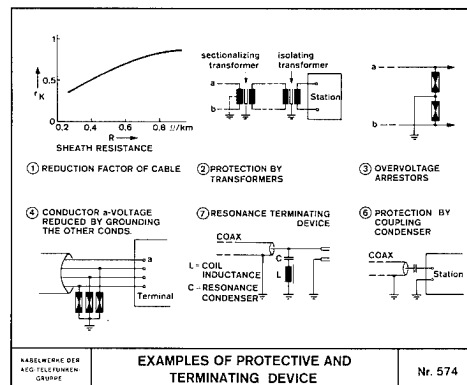 1
r K
0.5
0
0.2 0.4 0.6 0.8 Ω/km
R
SHEATH RESISTANCE
① REDUCTION FACTOR OF CABLE
sectionalizing transformer
isolating transformer
a
b
Station
② PROTECTION BY TRANSFORMERS
a
b
③ OVERVOLTAGE ARRESTORS
④ CONDUCTOR a-VOLTAGE REDUCED BY GROUNDING THE OTHER CONDS.
a
Terminal
⑦ RESONANCE TERMINATING DEVICE
COAX
C
L
L= COIL INDUCTANCE
C - RESONANCE CONDENSER
⑥ PROTECTION BY COUPLING CONDENSER
COAX
Station
KABELWERKE DER
AEG-TELEFUNKEN-
GRUPPE
EXAMPLES OF PROTECTIVE AND
TERMINATING DEVICE
Nr. 574